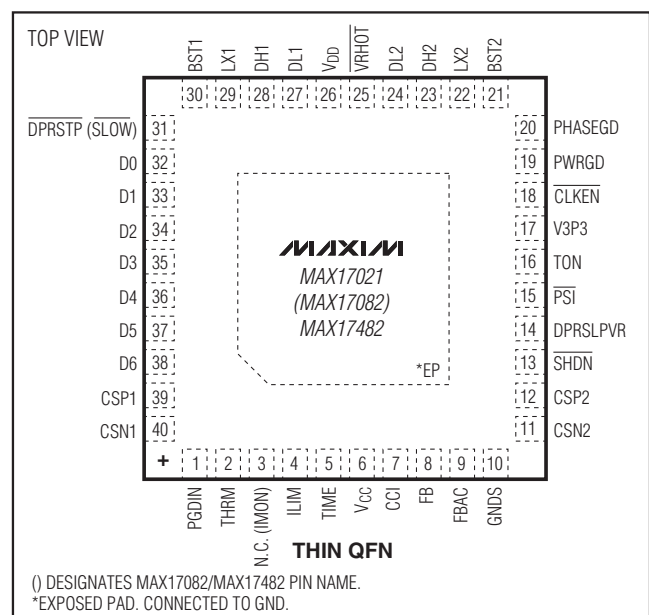 TOP VIEW
BST1
LX1
DH1
DL1
VDD
VRHOT
DL2
DH2
LX2
BST2
30 29 28 27 26 25 24 23 22 21
DPRSTP (SLOW) 31
D0 32
D1 33
D2 34
D3 35
D4 36
D5 37
D6 38
CSP1 39
CSN1 40
20 PHASEGD
19 PWRGD
18 CLKEN
17 V3P3
16 TON
15 PSI
14 DPRSLPVR
13 SHDN
12 CSP2
11 CSN2
MAXIM
MAX17021
(MAX17082)
MAX17482
*EP
+ 1 2 3 4 5 6 7 8 9 10
PGDIN
THRM
N.C. (IMON)
ILIM
TIME
VCC
CCI
FB
FBAC
GNDS
THIN QFN
() DESIGNATES MAX17082/MAX17482 PIN NAME.
*EXPOSED PAD. CONNECTED TO GND.